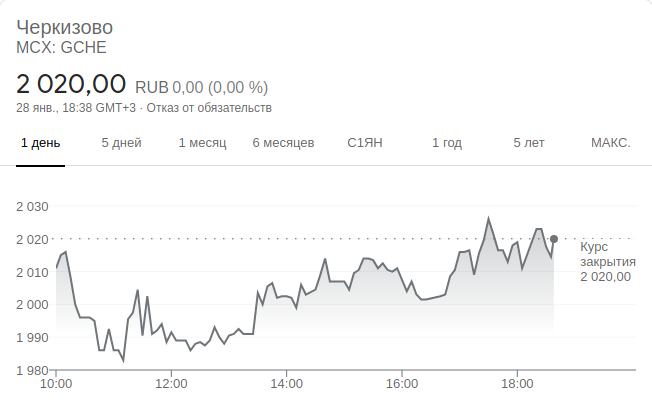 Черкизово
MCX: GCHE
2 020,00 RUB 0,00 (0,00 %)
28 янв., 18:38 GMT+3 · Отказ от обязательств
1 день 5 дней 1 месяц 6 месяцев С1ЯН 1 год 5 лет МАКС.
2 030
2 020
Курс
закрытия
2 020,00
2 010
2 000
1 990
1 980
10:00 12:00 14:00 16:00 18:00